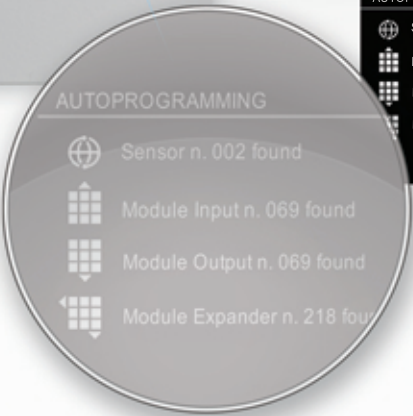 AUTOPROGRAMMING
Sensor n. 002 found
Module Input n. 069 found
Module Output n. 069 found
Module Expander n. 218